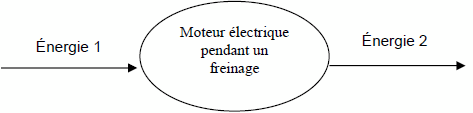 Énergie 1
Moteur électrique
pendant un
freinage
Énergie 2